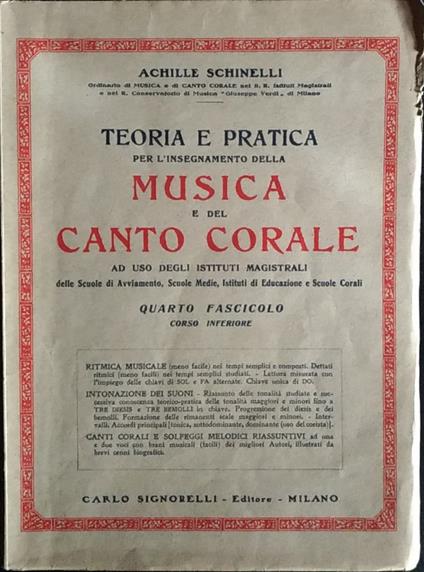 ACHILLE SCHINELLI
Ordinario di MUSICA e di CANTO CORALE nei R. R. Istituti Magistrali
e nel R. Conservatorio di Musica "Giuseppe Verdi" di Milano
TEORIA E PRATICA
PER L'INSEGNAMENTO DELLA
MUSICA
E DEL
CANTO CORALE
AD USO DEGLI ISTITUTI MAGISTRALI
delle Scuole di Avviamento, Scuole Medie, Istituti di Educazione e Scuole Corali
QUARTO FASCICOLO
CORSO INFERIORE
RITMICA MUSICALE (meno facile) nei tempi semplici e composti. Dettati
ritmici (meno facili) nei tempi semplici studiati. - Lettura misurata con
l'impiego delle chiavi di SOL e FA alternate. Chiave unica di DO.
INTONAZIONE DEI SUONI - Riassunto delle tonalità studiate e suc-
cessiva conoscenza teorico-pratica delle tonalità maggiori e minori fino a
TRE DIESIS e TRE BEMOLLI in chiave. Progressione dei diesis e dei
bemolli. Formazione delle rimanenti scale maggiori e minori. - Inter-
valli. Accordi principali [tonica, sottodominante, dominante (uso del corista)].
CANTI CORALI E SOLFEGGI MELODICI RIASSUNTIVI ad una
e due voci con brani musicali (facili) dei migliori Autori, illustrati da
brevi cenni biografici.
CARLO SIGNORELLI - Editore - MILANO